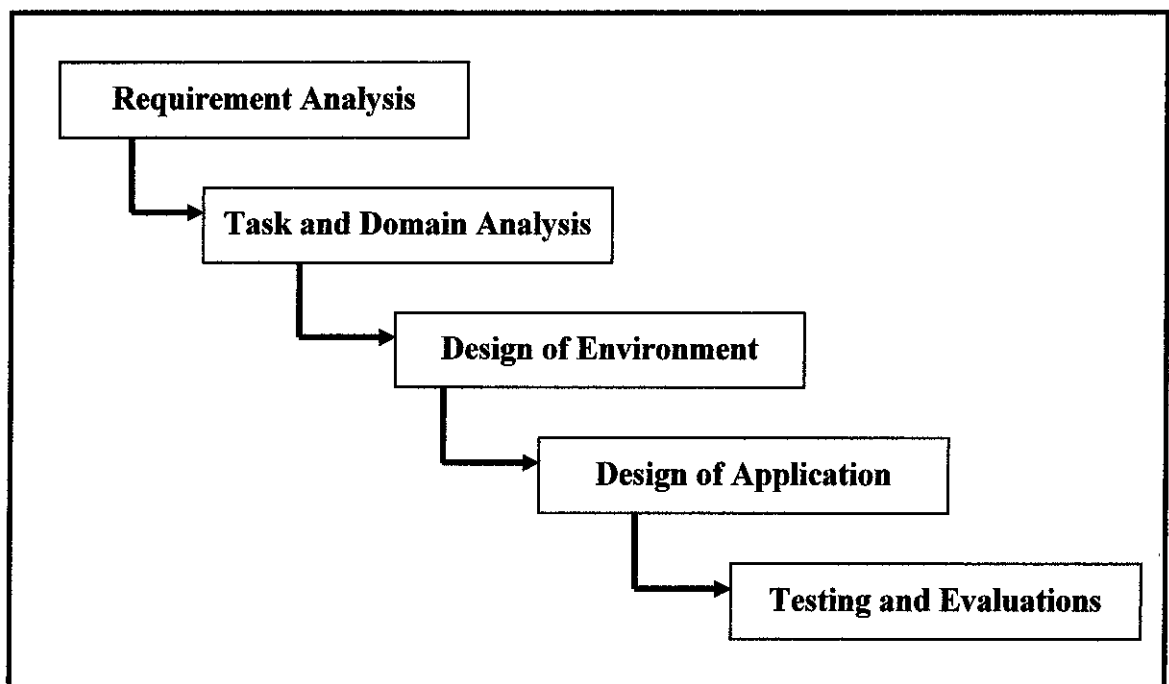 Requirement Analysis
Task and Domain Analysis
Design of Environment
Design of Application
Testing and Evaluations